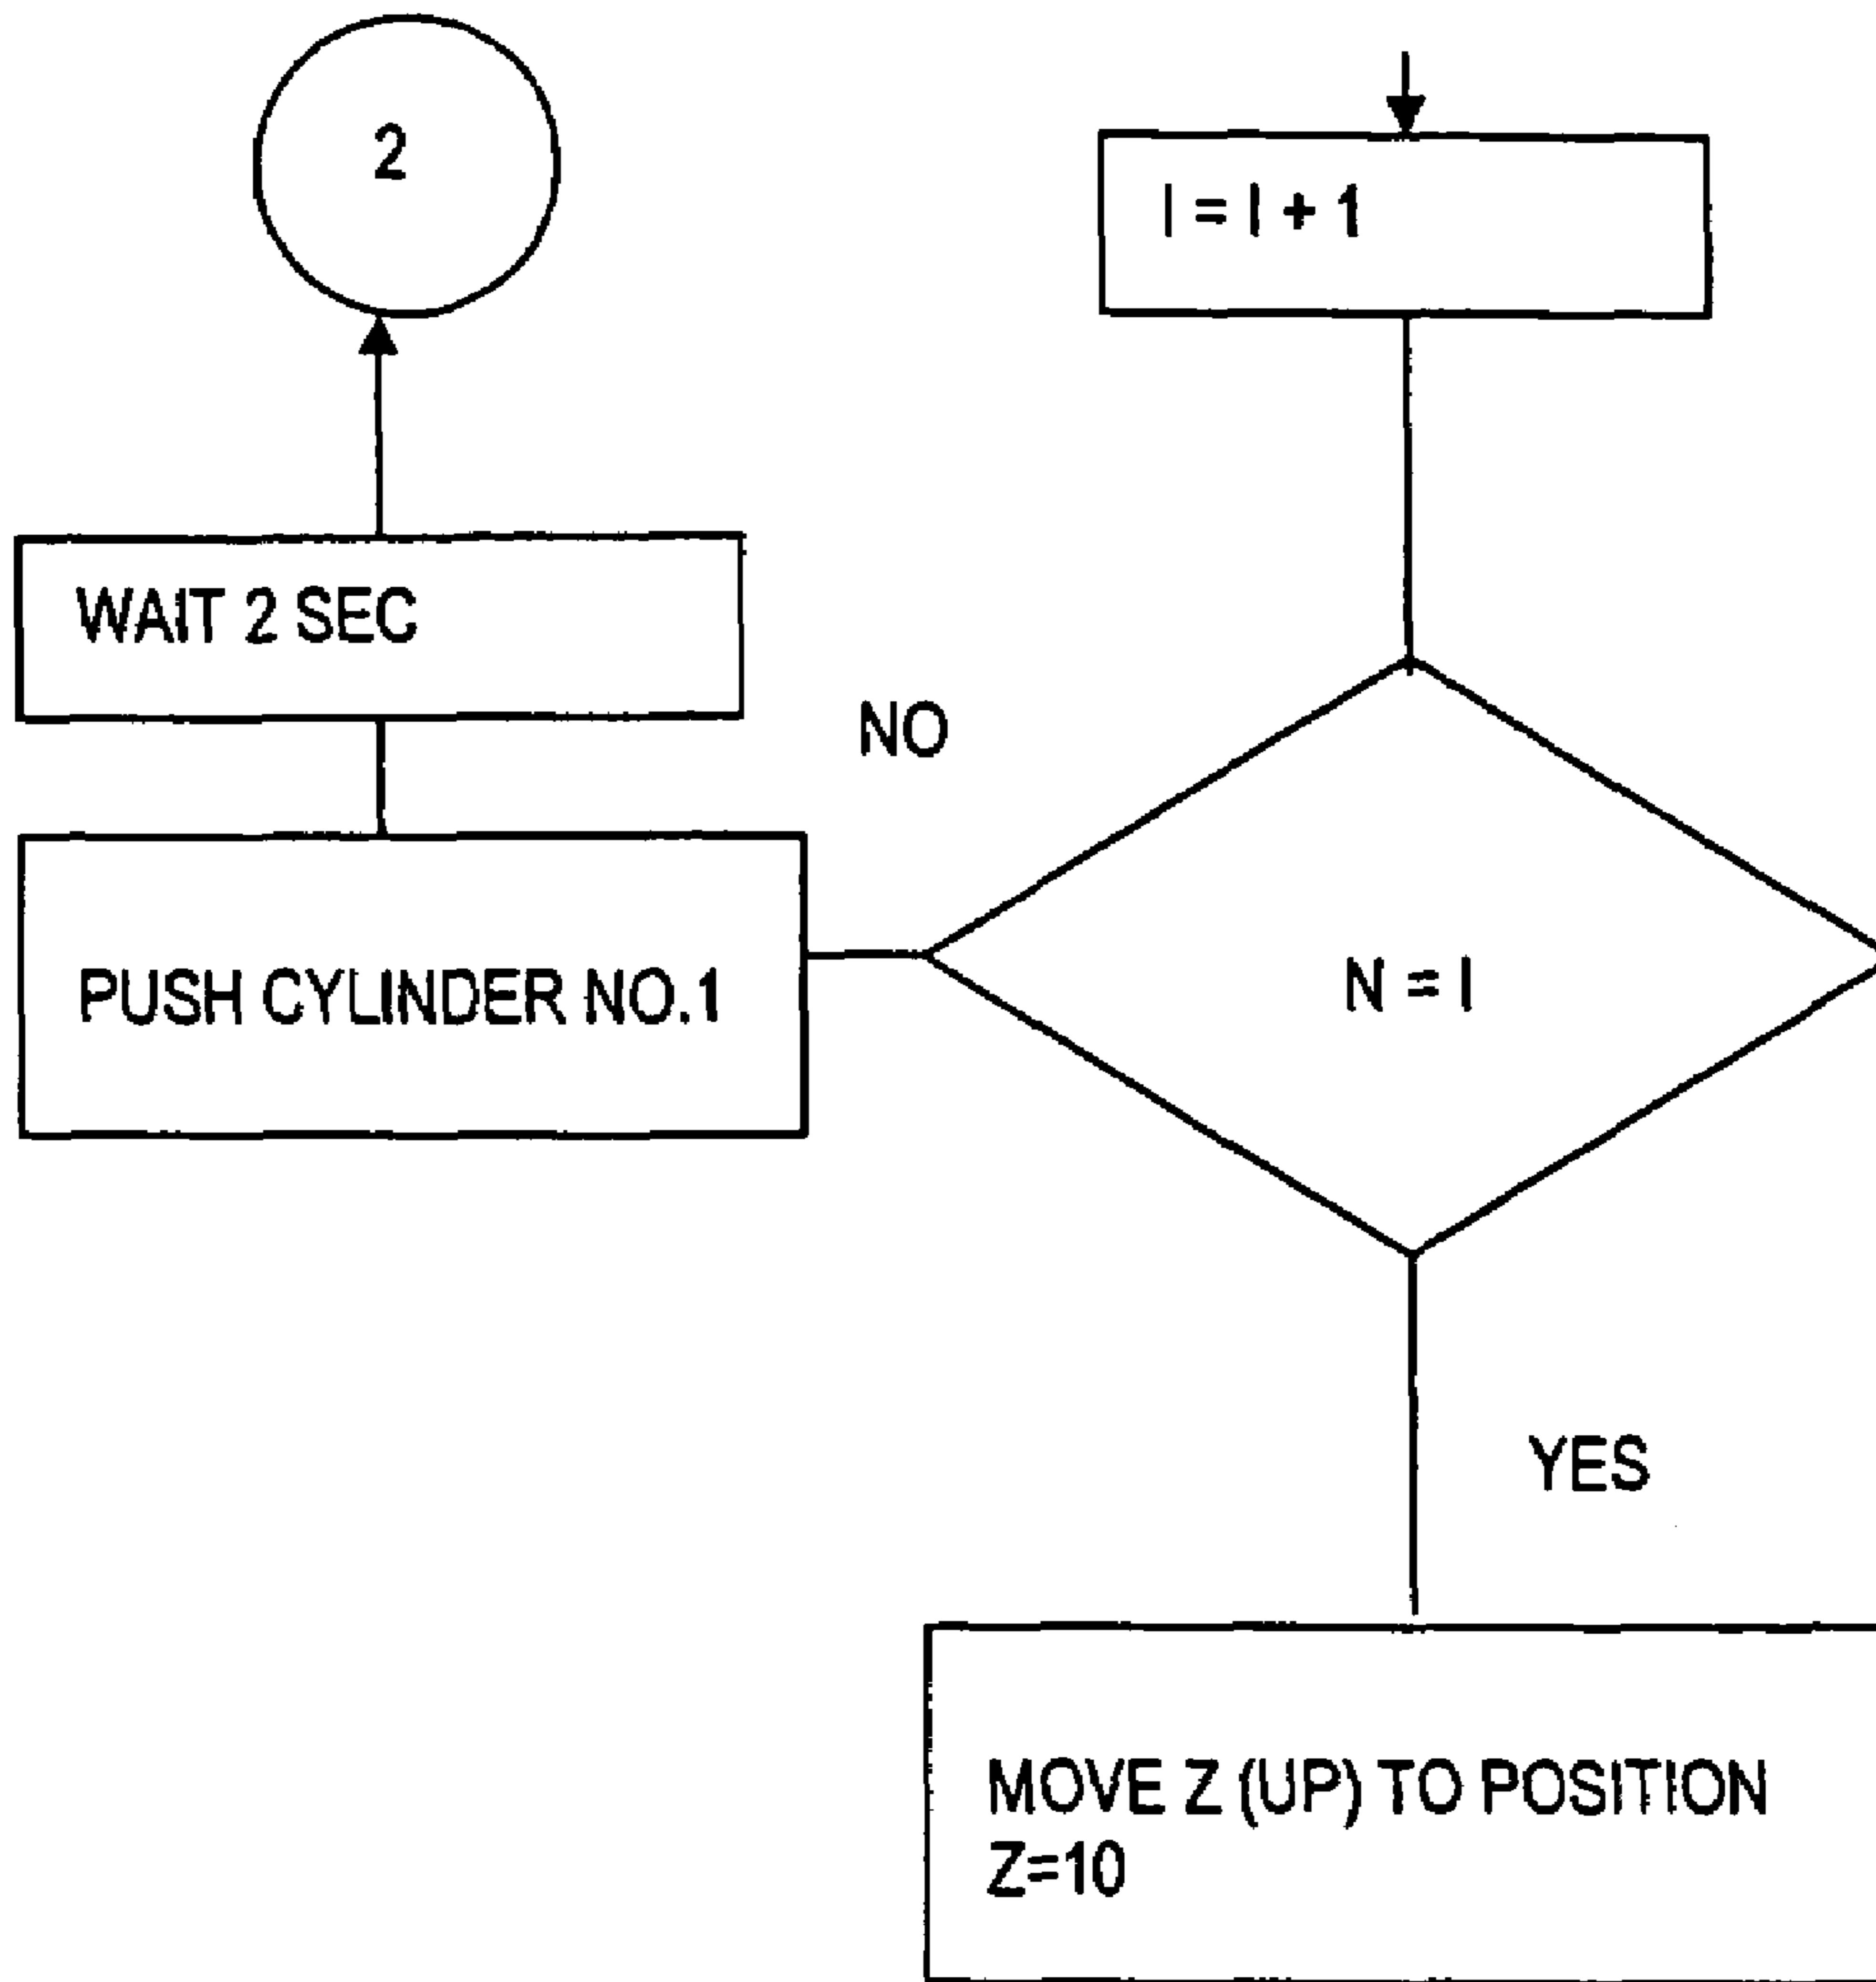 2
I = I + 1
WAIT 2 SEC
NO
PUSH CYLINDER NO.1
N = I
YES
MOVE Z (UP) TO POSITION
Z=10